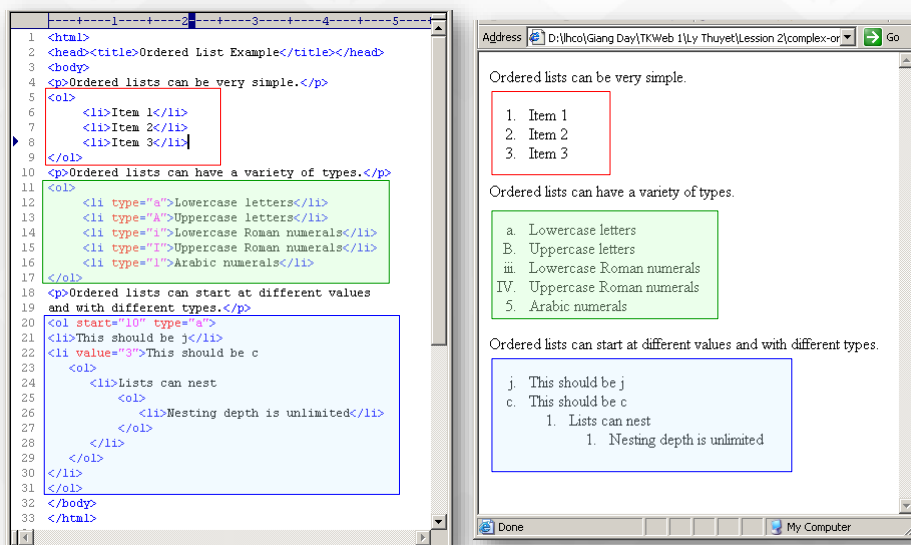 ----+----1----+----2----+----3----+----4----+----5----+
1 <html>
2 <head><title>Ordered List Example</title></head>
3 <body>
4 <p>Ordered lists can be very simple.</p>
5 <ol>
6 <li>Item 1</li>
7 <li>Item 2</li>
8 <li>Item 3</li>
9 </ol>
10 <p>Ordered lists can have a variety of types.</p>
11 <ol>
12 <li type="a">Lowercase letters</li>
13 <li type="A">Uppercase letters</li>
14 <li type="i">Lowercase Roman numerals</li>
15 <li type="I">Uppercase Roman numerals</li>
16 <li type="1">Arabic numerals</li>
17 </ol>
18 <p>Ordered lists can start at different values
19 and with different types.</p>
20 <ol start="10" type="a">
21 <li>This should be j</li>
22 <li value="3">This should be c
23 <ol>
24 <li>Lists can nest
25 <ol>
26 <li>Nesting depth is unlimited</li>
27 </ol>
28 </li>
29 </ol>
30 </li>
31 </ol>
32 </body>
33 </html>
Address D:\lhco\Giang Day\TKWeb 1\Ly Thuyet\Lession 2\complex-or Go
Ordered lists can be very simple.
1. Item 1
2. Item 2
3. Item 3
Ordered lists can have a variety of types.
a. Lowercase letters
B. Uppercase letters
iii. Lowercase Roman numerals
IV. Uppercase Roman numerals
5. Arabic numerals
Ordered lists can start at different values and with different types.
j. This should be j
c. This should be c
1. Lists can nest
1. Nesting depth is unlimited
Done My Computer